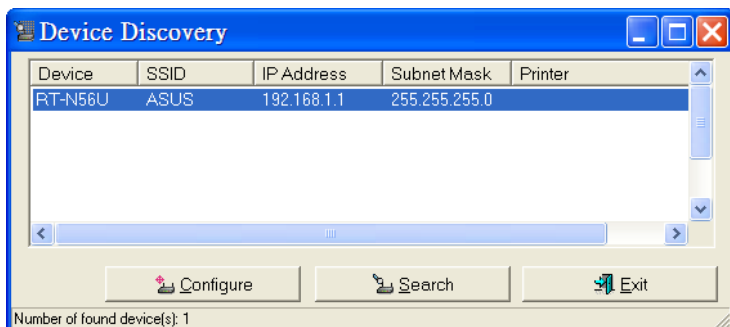 Device Discovery
Device SSID IP Address Subnet Mask Printer
RT-N56U ASUS 192.168.1.1 255.255.255.0
Configure Search Exit
Number of found device(s): 1